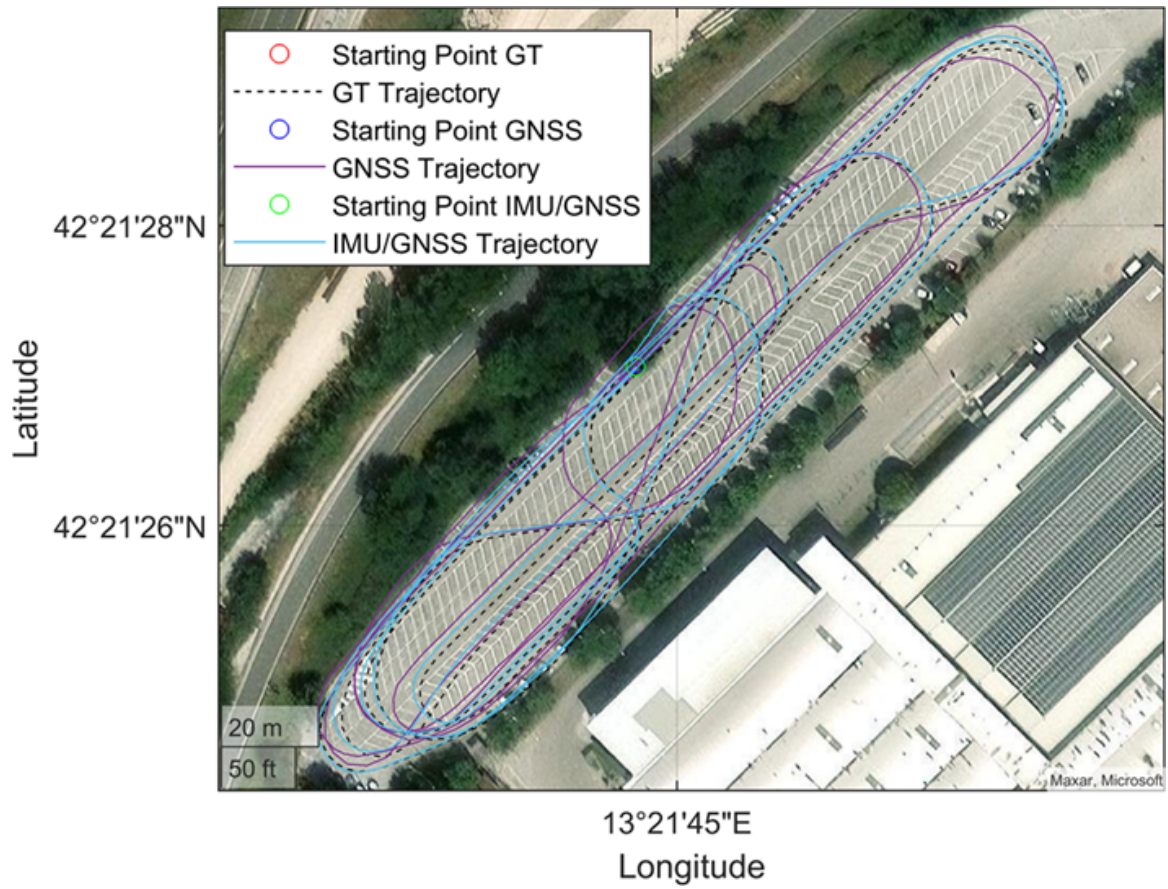 Starting Point GT
GT Trajectory
Starting Point GNSS
GNSS Trajectory
Starting Point IMU/GNSS
IMU/GNSS Trajectory
42°21'28"N
Latitude
42°21'26"N
20 m
50 ft
Maxar, Microsoft
13°21'45"E
Longitude